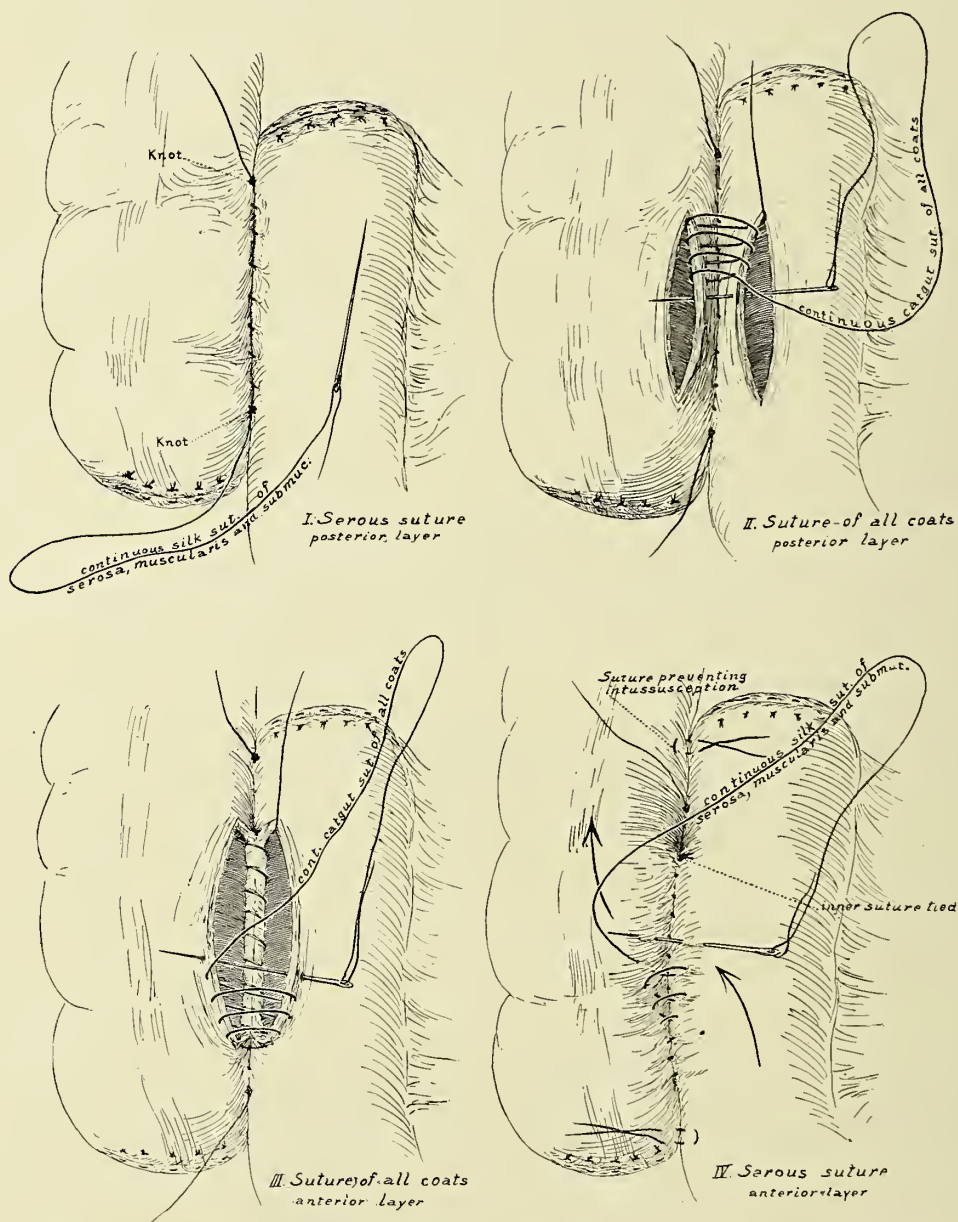 Knot
Knot
continuous silk sut. of
serosa, muscularis and submuc.
I. Serous suture
posterior layer
continuous catgut sut. of all coats
II. Suture of all coats
posterior layer
cont. catgut sut. of all coats
III. Suture of all coats
anterior layer
Suture preventing
intussusception
continuous silk sut. of
serosa, muscularis and submut.
inner suture tied
IV. Serous suture
anterior layer